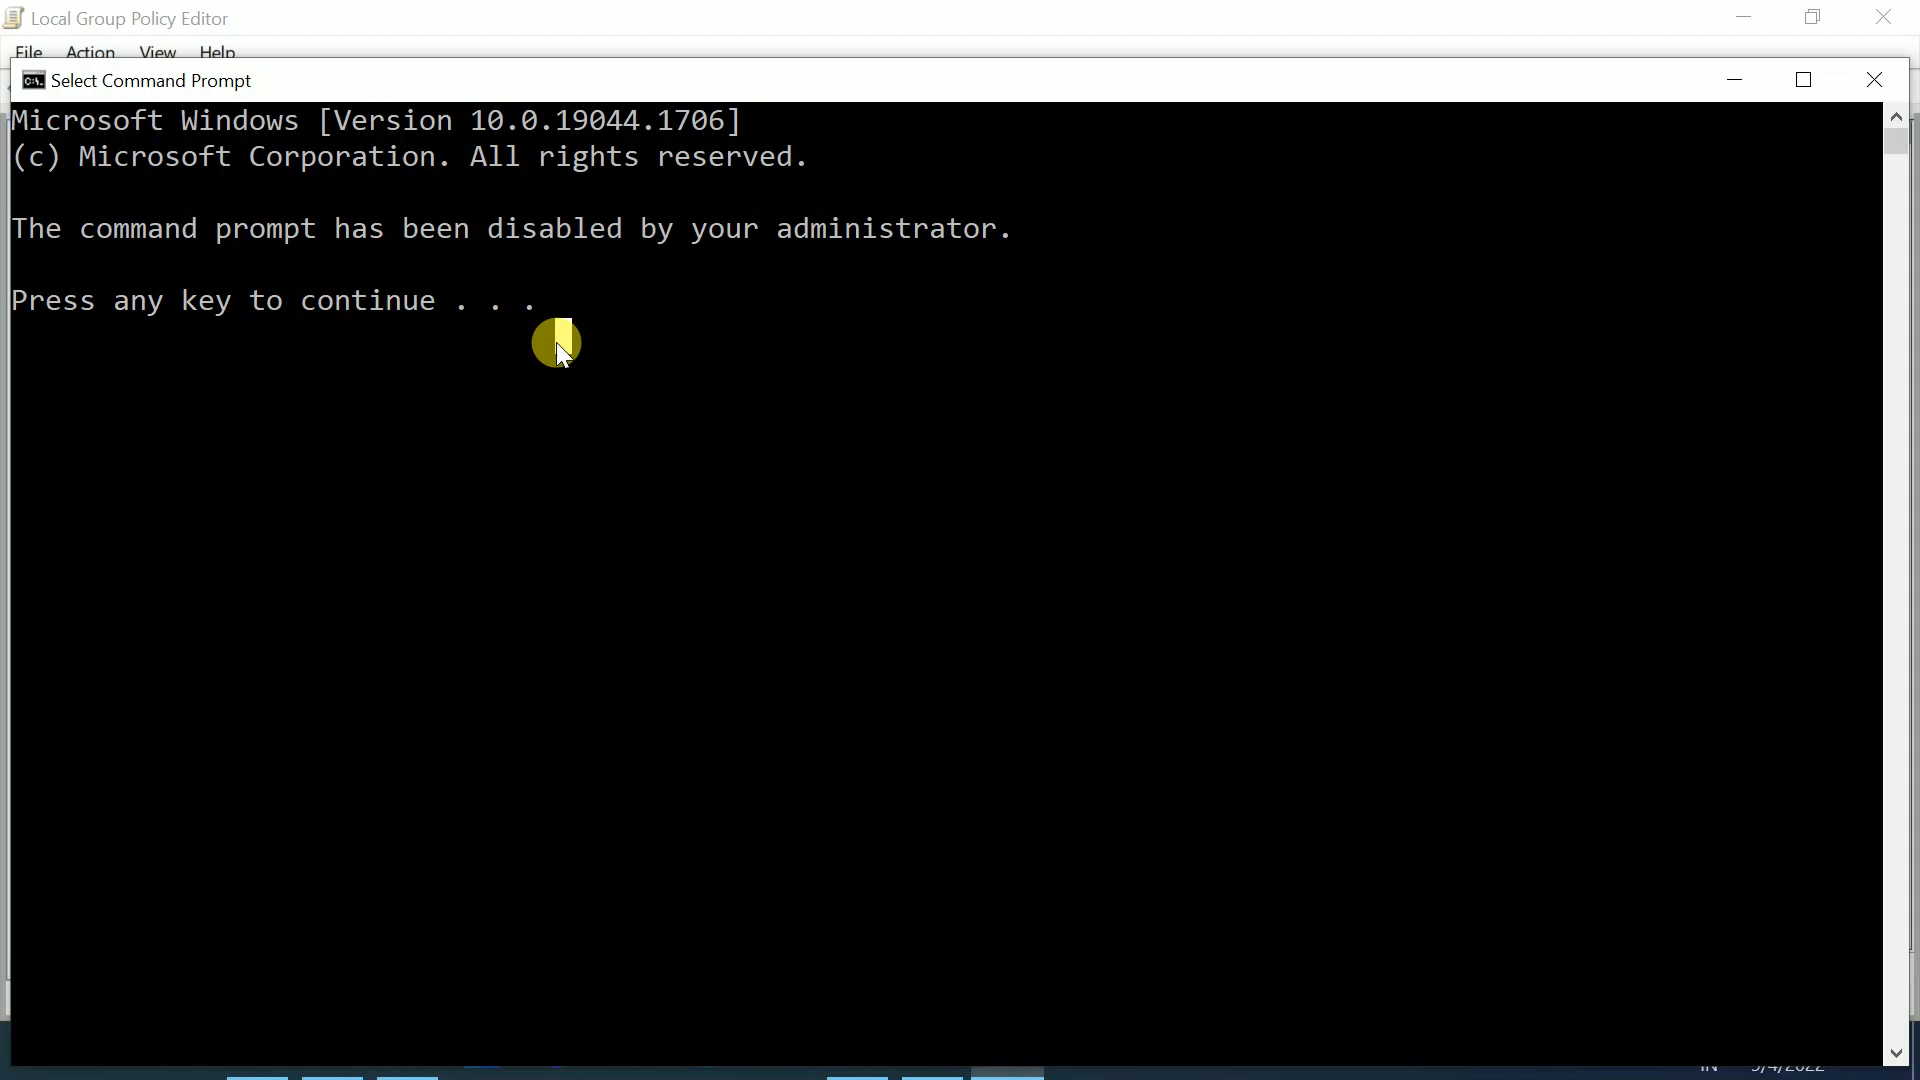 Local Group Policy Editor
File Action View Help
Select Command Prompt
Microsoft Windows [Version 10.0.19044.1706]
(c) Microsoft Corporation. All rights reserved.
The command prompt has been disabled by your administrator.
Press any key to continue . . .